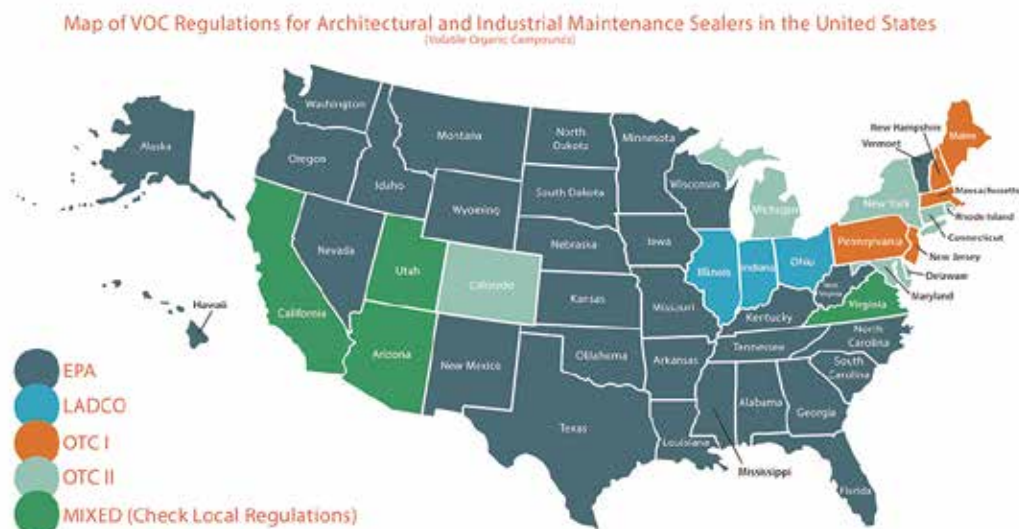 Map of VOC Regulations for Architectural and Industrial Maintenance Sealers in the United States
(Volatile Organic Compounds)
Washington
Montana
North
Dakota
Minnesota
New Hampshire
Maine
Vermont
Alaska
Oregon
Idaho
Wisconsin
Massachusetts
South Dakota
Michigan
New York
Rhode Island
Wyoming
Connecticut
Nevada
Nebraska
Iowa
Pennsylvania
New Jersey
Utah
Colorado
Illinois
Indiana
Ohio
Delaware
West
Virginia
Maryland
Hawaii
California
Kansas
Missouri
Kentucky
Virginia
Arizona
New Mexico
Oklahoma
Arkansas
Tennessee
North
Carolina
South
Carolina
EPA
LADCO
Texas
Alabama
Georgia
OTC I
Louisiana
Mississippi
OTC II
Florida
MIXED (Check Local Regulations)